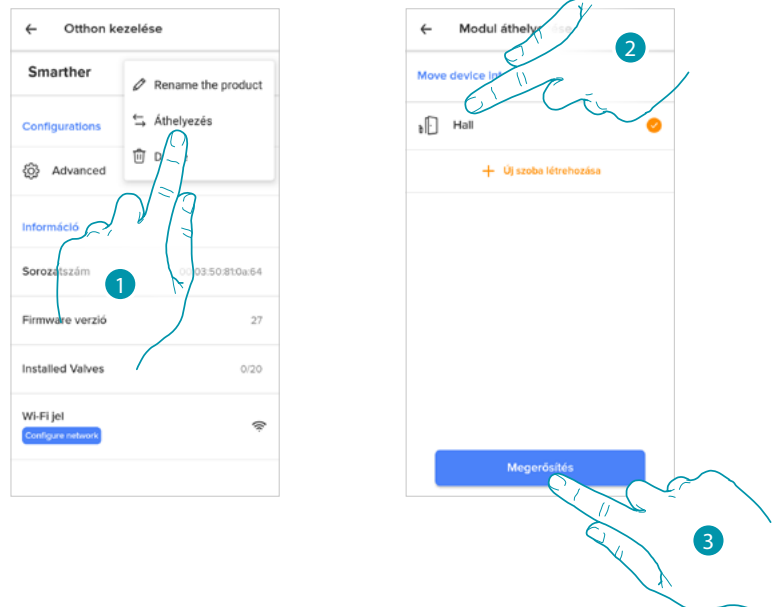 Otthon kezelése
Smarther
Rename the product
Áthelyezés
Configurations
Advanced
Információ
Sorozatszám
03:50:81:0a:64
1
Firmware verzió
27
Installed Valves
0/20
Wi-Fi jel
Configure network
Modul
2
Move device
Hall
Új szoba létrehozása
Megerősítés
3